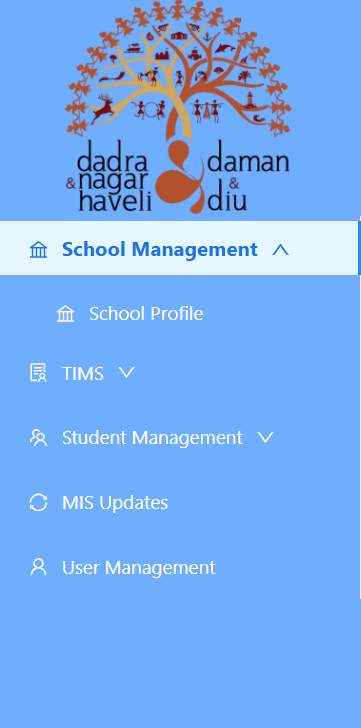 dadra
& nagar
haveli
daman
&
diu
School Management
School Profile
TIMS
Student Management
MIS Updates
User Management